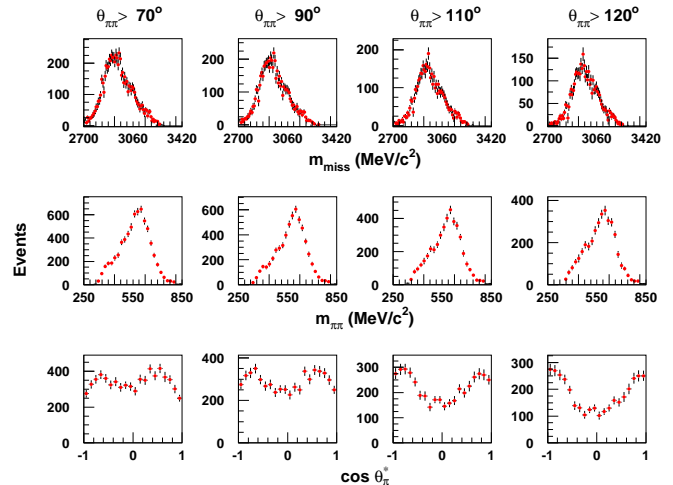 θππ> 70° θππ> 90° θππ>110° θππ>120°
200 100 0 200 100 0 200 100 0 150 100 50 0
2700 3060 3420 2700 3060 3420 2700 3060 3420 2700 3060 3420
m_miss (MeV/c²)
Events
600 400 200 0 600 400 200 0 400 200 0 400 200 0
250 550 850 250 550 850 250 550 850 250 550 850
m_ππ (MeV/c²)
400 200 0 400 200 0 300 200 100 0 300 200 100 0
-1 0 1 -1 0 1 -1 0 1 -1 0 1
cos θ*π